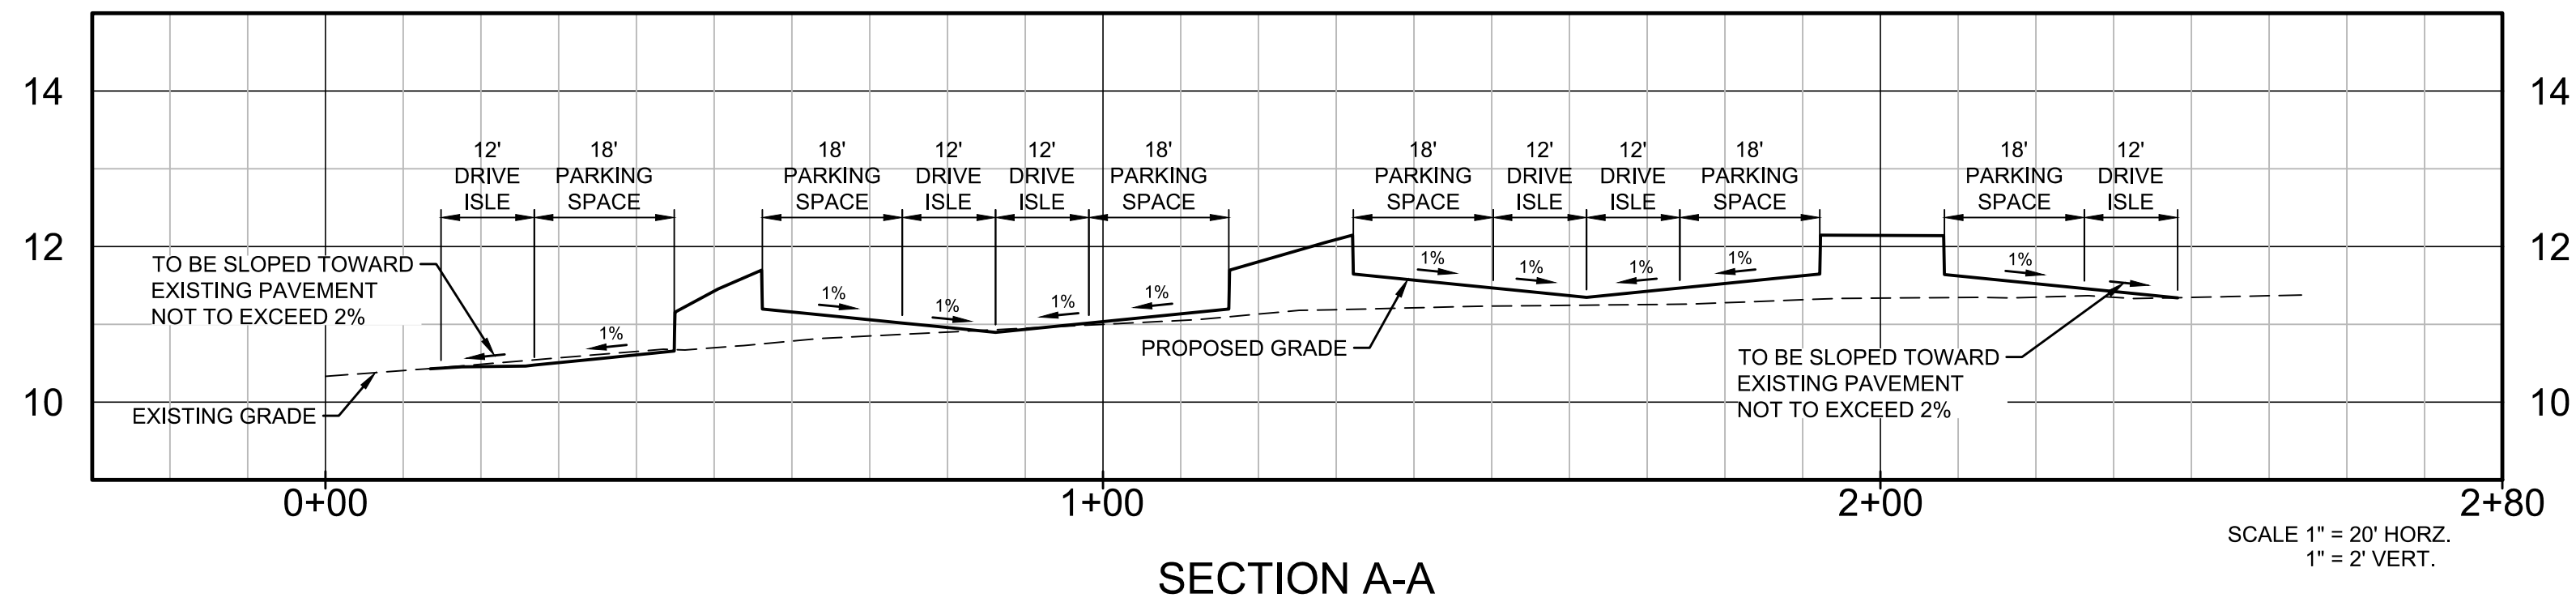 14
14
12'
DRIVE
ISLE
18'
PARKING
SPACE
18'
PARKING
SPACE
12'
DRIVE
ISLE
12'
DRIVE
ISLE
18'
PARKING
SPACE
18'
PARKING
SPACE
12'
DRIVE
ISLE
12'
DRIVE
ISLE
18'
PARKING
SPACE
18'
PARKING
SPACE
12'
DRIVE
ISLE
12
12
TO BE SLOPED TOWARD
EXISTING PAVEMENT
NOT TO EXCEED 2%
1%
1%
1%
1%
1%
1%
1%
1%
1%
1%
PROPOSED GRADE
TO BE SLOPED TOWARD
EXISTING PAVEMENT
NOT TO EXCEED 2%
10
10
EXISTING GRADE
0+00
1+00
2+00
2+80
SCALE 1" = 20' HORZ.
1" = 2' VERT.
SECTION A-A